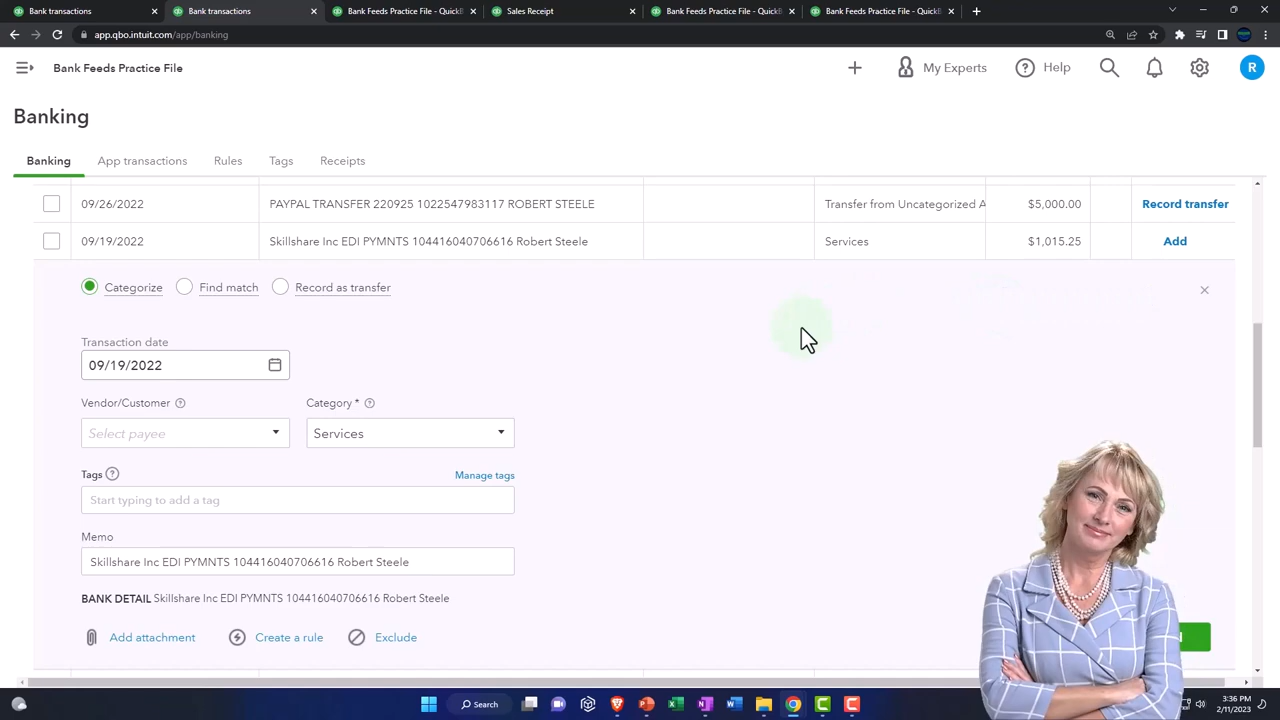 Bank transactions × Bank transactions × Bank Feeds Practice File – QuickB × Sales Receipt × Bank Feeds Practice File – QuickB × Bank Feeds Practice File – QuickB × +
app.qbo.intuit.com/app/banking
Bank Feeds Practice File + My Experts Help R
Banking
Banking App transactions Rules Tags Receipts
09/26/2022 PAYPAL TRANSFER 220925 1022547983117 ROBERT STEELE Transfer from Uncategorized A $5,000.00 Record transfer
09/19/2022 Skillshare Inc EDI PYMNTS 104416040706616 Robert Steele Services $1,015.25 Add
Categorize Find match Record as transfer
Transaction date
09/19/2022
Vendor/Customer Category *
Select payee Services
Tags Manage tags
Start typing to add a tag
Memo
Skillshare Inc EDI PYMNTS 104416040706616 Robert Steele
BANK DETAIL Skillshare Inc EDI PYMNTS 104416040706616 Robert Steele
Add attachment Create a rule Exclude
Search
3:36 PM
2/11/2023